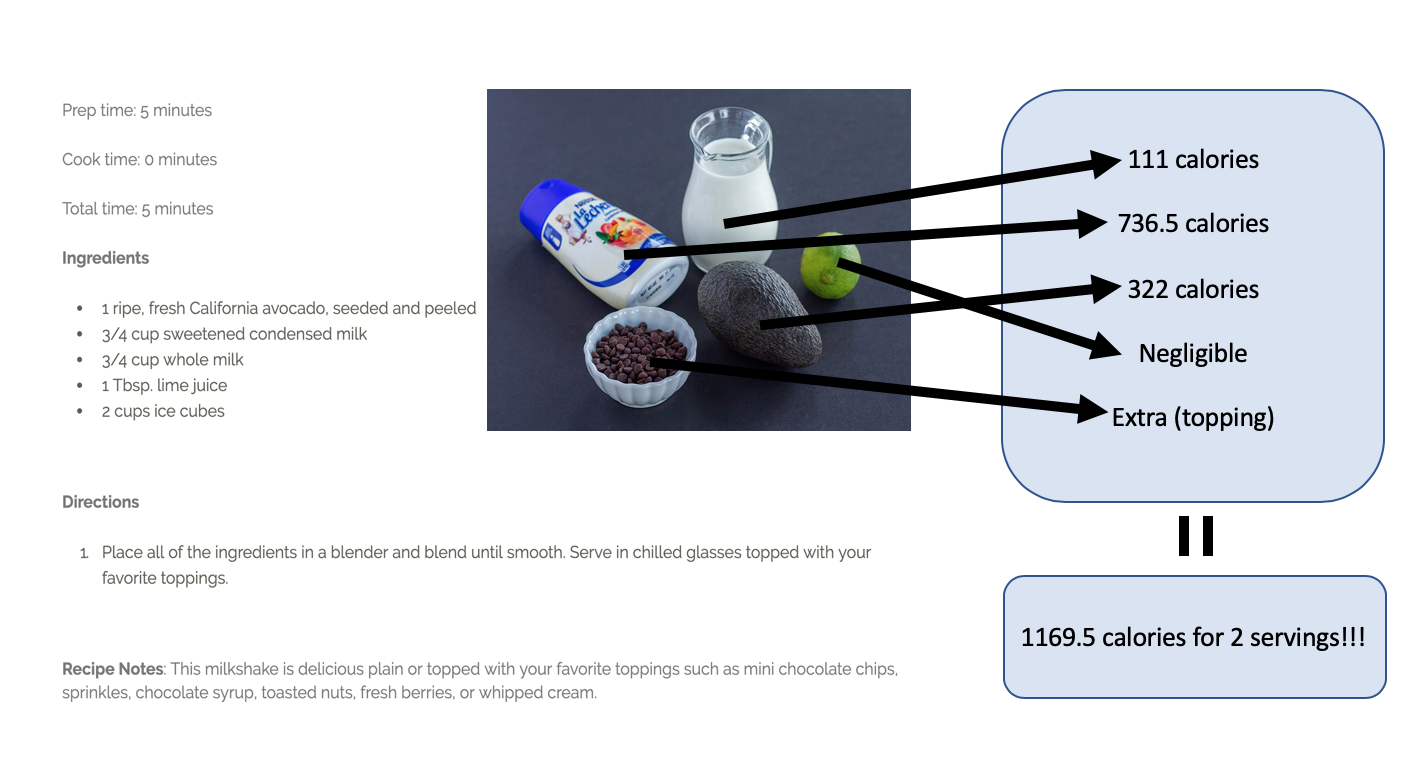 Prep time: 5 minutes
Cook time: 0 minutes
Total time: 5 minutes
Ingredients
• 1 ripe, fresh California avocado, seeded and peeled
• 3/4 cup sweetened condensed milk
• 3/4 cup whole milk
• 1 Tbsp. lime juice
• 2 cups ice cubes
Nestlé
La Lechera
111 calories
736.5 calories
322 calories
Negligible
Extra (topping)
Directions
1. Place all of the ingredients in a blender and blend until smooth. Serve in chilled glasses topped with your
favorite toppings.
1169.5 calories for 2 servings!!!
Recipe Notes: This milkshake is delicious plain or topped with your favorite toppings such as mini chocolate chips,
sprinkles, chocolate syrup, toasted nuts, fresh berries, or whipped cream.